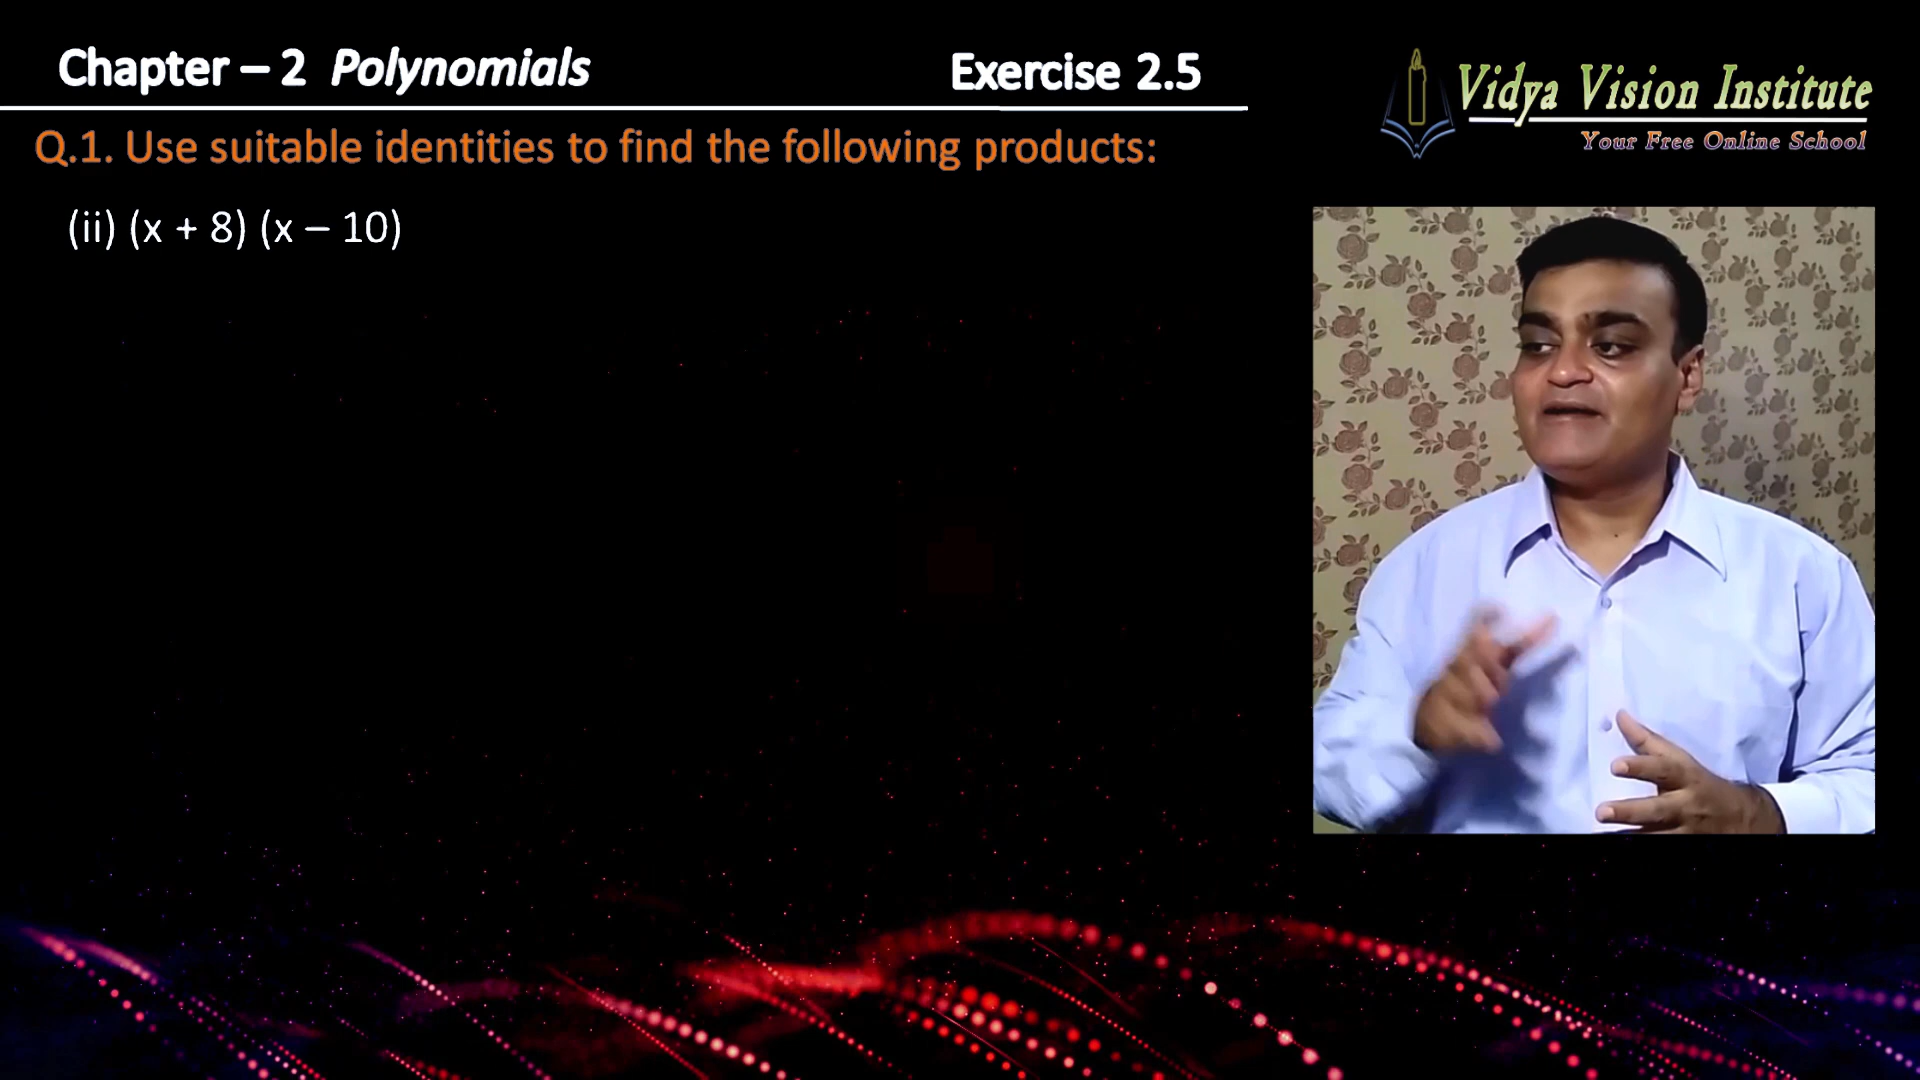 Chapter – 2 Polynomials
Exercise 2.5
Vidya Vision Institute
Your Free Online School
Q.1. Use suitable identities to find the following products:
(ii) (x + 8) (x – 10)